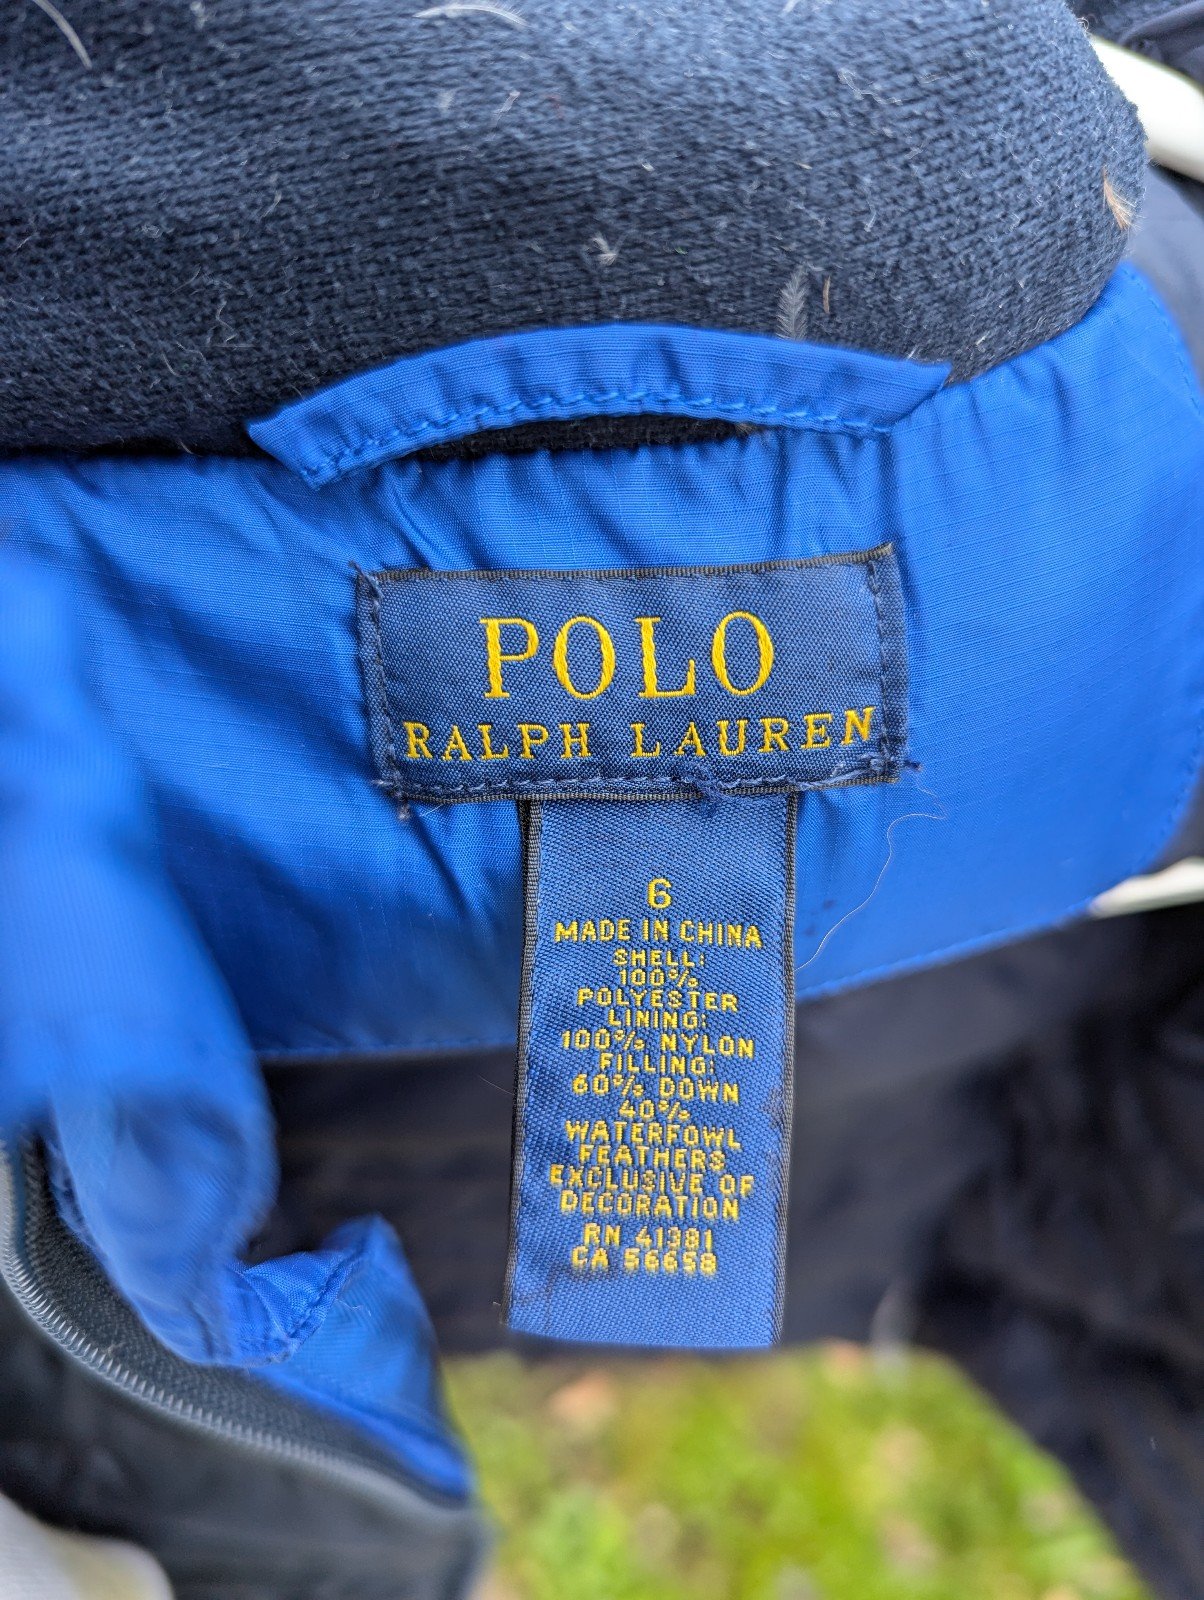 POLO
RALPH LAUREN
6
MADE IN CHINA
SHELL:
100%
POLYESTER
LINING:
100% NYLON
FILLING:
60% DOWN
40%
WATERFOWL
FEATHERS
EXCLUSIVE OF
DECORATION
RN 41381
CA 56658